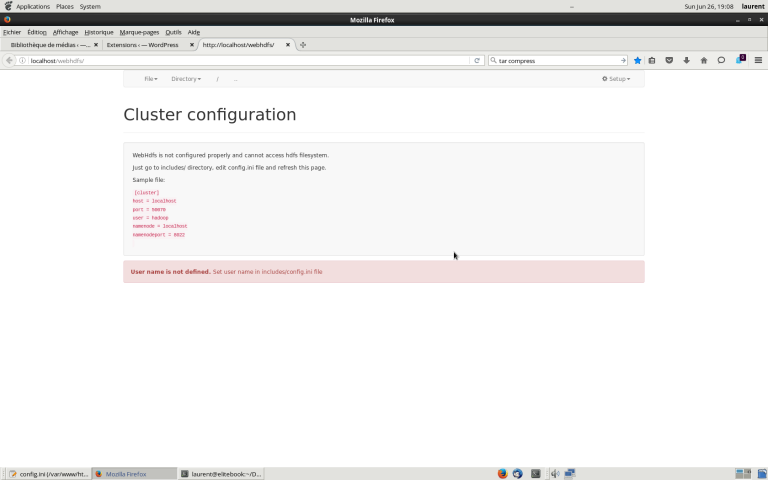 Applications Places System
Sun Jun 26, 19:08 laurent
Mozilla Firefox
Fichier Édition Affichage Historique Marque-pages Outils Aide
Bibliothèque de médias ‹ —...
Extensions ‹ — WordPress
http://localhost/webhdfs/
localhost/webhdfs/
tar compress
File Directory / ..
Setup
Cluster configuration
WebHdfs is not configured properly and cannot access hdfs filesystem.
Just go to includes/ directory, edit config.ini file and refresh this page.
Sample file:
[cluster]
host = localhost
port = 50070
user = hadoop
namenode = localhost
namenodeport = 8022
User name is not defined. Set user name in includes/config.ini file
config.ini (/var/www/ht...
Mozilla Firefox
laurent@elitebook:~/D...